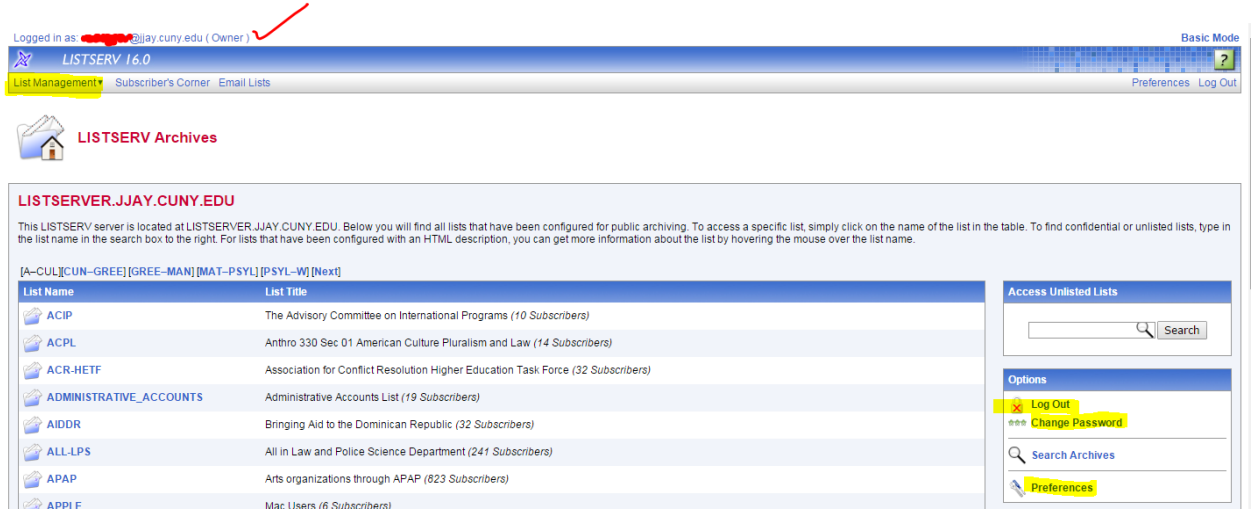 Logged in as: @jjay.cuny.edu ( Owner )
Basic Mode
LISTSERV 16.0
?
List Management▾ Subscriber's Corner Email Lists
Preferences Log Out
LISTSERV Archives
LISTSERVER.JJAY.CUNY.EDU
This LISTSERV server is located at LISTSERVER.JJAY.CUNY.EDU. Below you will find all lists that have been configured for public archiving. To access a specific list, simply click on the name of the list in the table. To find confidential or unlisted lists, type in
the list name in the search box to the right. For lists that have been configured with an HTML description, you can get more information about the list by hovering the mouse over the list name.
[A–CUL][CUN–GREE] [GREE–MAN] [MAT–PSYL] [PSYL–W] [Next]
List Name List Title
ACIP The Advisory Committee on International Programs (10 Subscribers)
ACPL Anthro 330 Sec 01 American Culture Pluralism and Law (14 Subscribers)
ACR-HETF Association for Conflict Resolution Higher Education Task Force (32 Subscribers)
ADMINISTRATIVE_ACCOUNTS Administrative Accounts List (19 Subscribers)
AIDDR Bringing Aid to the Dominican Republic (32 Subscribers)
ALL-LPS All in Law and Police Science Department (241 Subscribers)
APAP Arts organizations through APAP (823 Subscribers)
APPLE Mac Users (6 Subscribers)
Access Unlisted Lists
Search
Options
Log Out
*** Change Password
Search Archives
Preferences